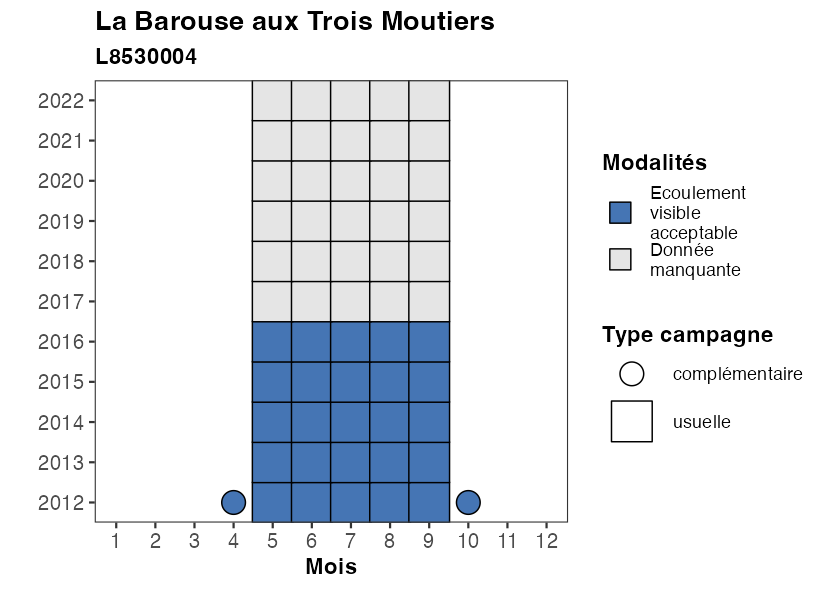 La Barouse aux Trois Moutiers
L8530004
2022
2021
2020
2019
2018
2017
2016
2015
2014
2013
2012
1 2 3 4 5 6 7 8 9 10 11 12
Mois
Modalités
Ecoulement
visible
acceptable
Donnée
manquante
Type campagne
complémentaire
usuelle